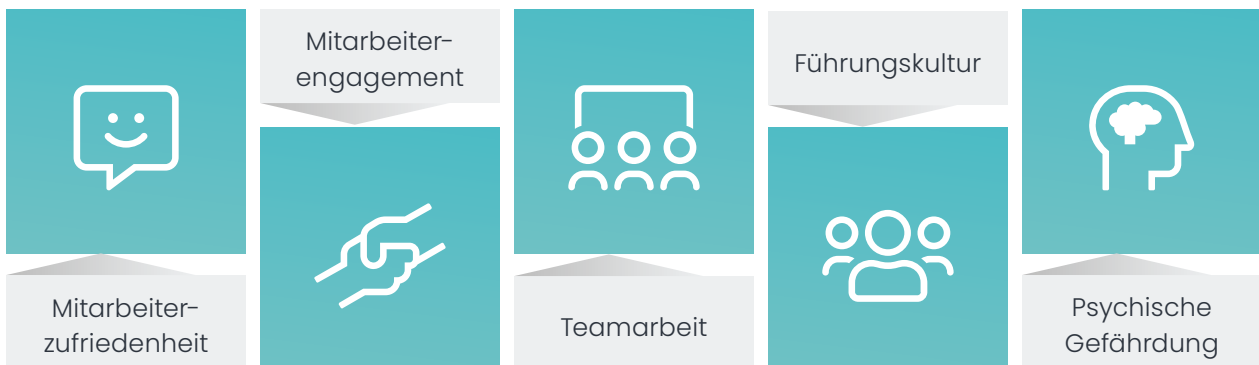 Mitarbeiter-
zufriedenheit
Mitarbeiter-
engagement
Teamarbeit
Führungskultur
Psychische
Gefährdung